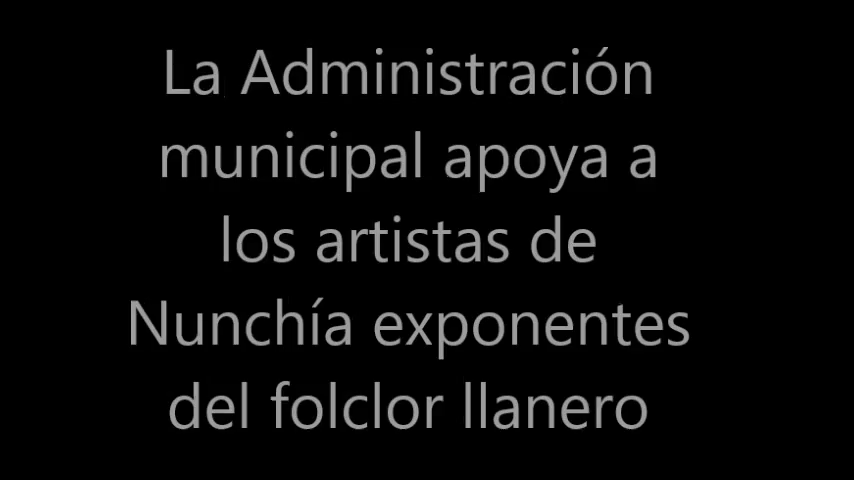 La Administración
municipal apoya a
los artistas de
Nunchía exponentes
del folclor llanero